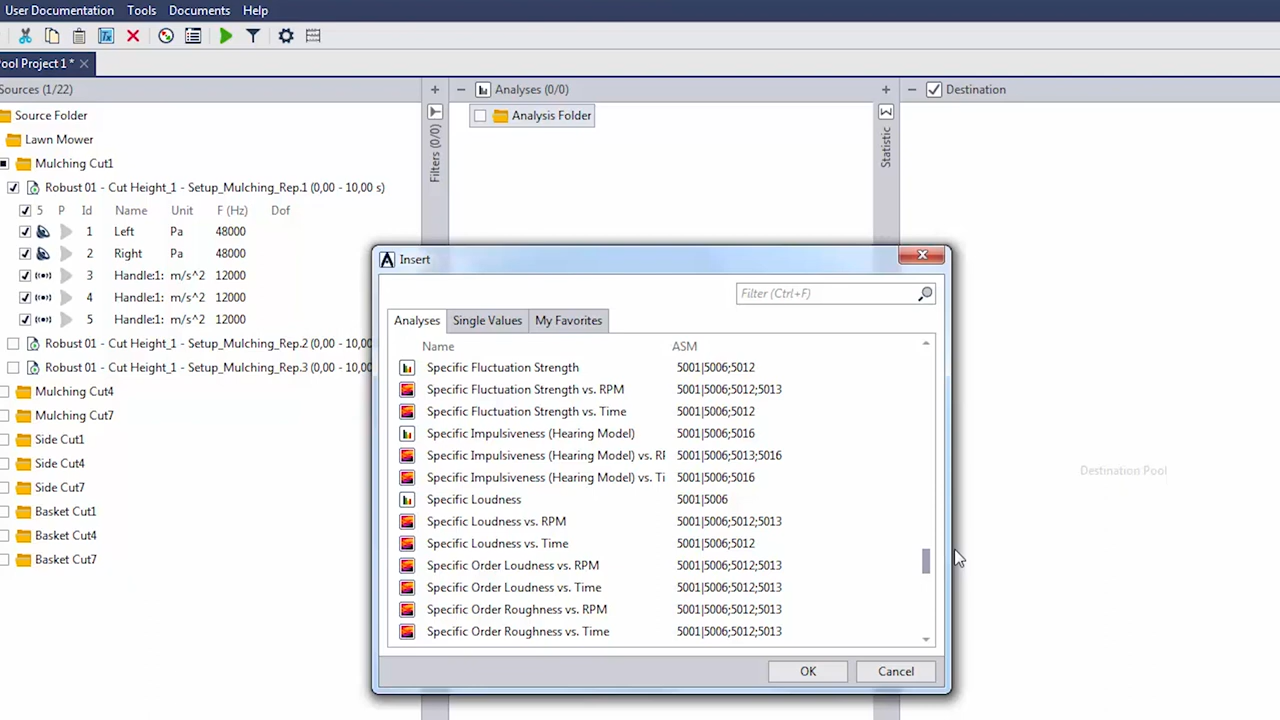 User Documentation Tools Documents Help
Pool Project 1 *
Sources (1/22)
Analyses (0/0)
Destination
Source Folder
Analysis Folder
Lawn Mower
Mulching Cut1
Filters (0/0)
Statistic
Robust 01 - Cut Height_1 - Setup_Mulching_Rep.1 (0,00 - 10,00 s)
5 P Id Name Unit F (Hz) Dof
1 Left Pa 48000
2 Right Pa 48000
3 Handle:1: m/s^2 12000
4 Handle:1: m/s^2 12000
5 Handle:1: m/s^2 12000
Robust 01 - Cut Height_1 - Setup_Mulching_Rep.2 (0,00 - 10,00
Robust 01 - Cut Height_1 - Setup_Mulching_Rep.3 (0,00 - 10,00
Mulching Cut4
Mulching Cut7
Side Cut1
Side Cut4
Side Cut7
Basket Cut1
Basket Cut4
Basket Cut7
Destination Pool
Insert
Filter (Ctrl+F)
Analyses Single Values My Favorites
Name ASM
Specific Fluctuation Strength 5001|5006;5012
Specific Fluctuation Strength vs. RPM 5001|5006;5012;5013
Specific Fluctuation Strength vs. Time 5001|5006;5012
Specific Impulsiveness (Hearing Model) 5001|5006;5016
Specific Impulsiveness (Hearing Model) vs. RP 5001|5006;5013;5016
Specific Impulsiveness (Hearing Model) vs. Ti 5001|5006;5016
Specific Loudness 5001|5006
Specific Loudness vs. RPM 5001|5006;5012;5013
Specific Loudness vs. Time 5001|5006;5012
Specific Order Loudness vs. RPM 5001|5006;5012;5013
Specific Order Loudness vs. Time 5001|5006;5012;5013
Specific Order Roughness vs. RPM 5001|5006;5012;5013
Specific Order Roughness vs. Time 5001|5006;5012;5013
OK Cancel